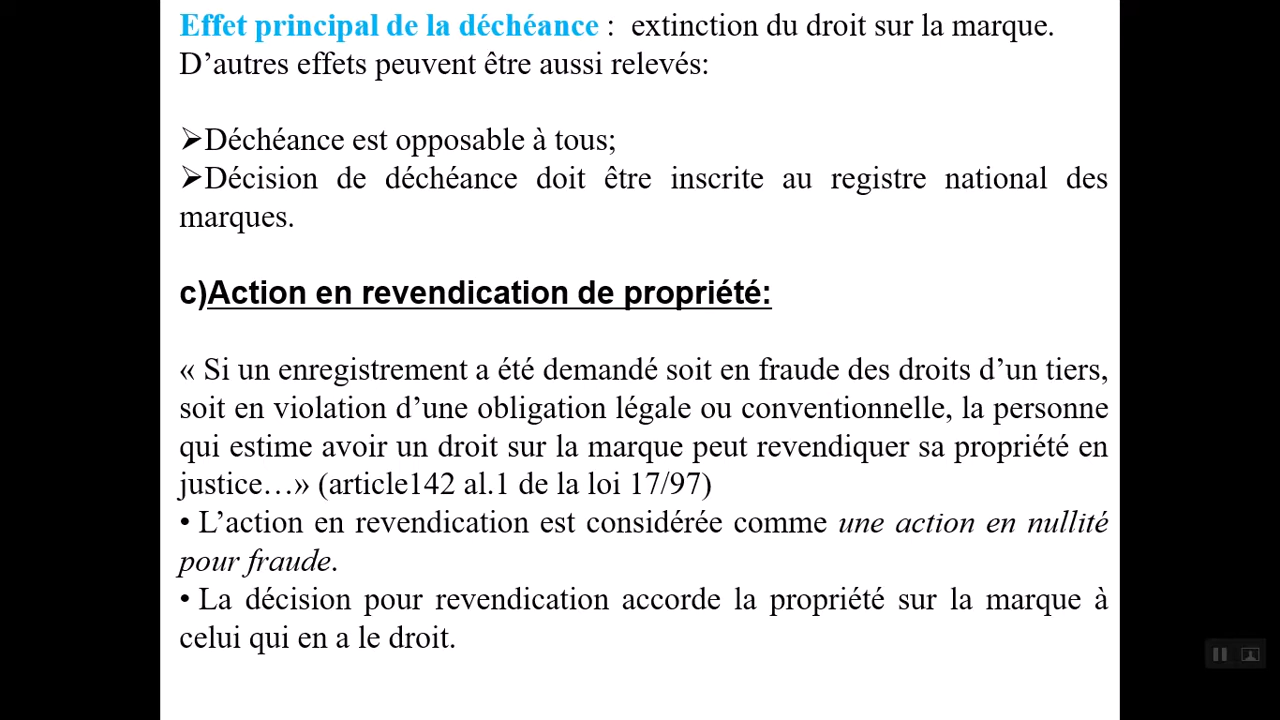 Effet principal de la déchéance : extinction du droit sur la marque.
D’autres effets peuvent être aussi relevés:
➢Déchéance est opposable à tous;
➢Décision de déchéance doit être inscrite au registre national des
marques.
c)Action en revendication de propriété:
« Si un enregistrement a été demandé soit en fraude des droits d’un tiers,
soit en violation d’une obligation légale ou conventionnelle, la personne
qui estime avoir un droit sur la marque peut revendiquer sa propriété en
justice…» (article142 al.1 de la loi 17/97)
• L’action en revendication est considérée comme une action en nullité
pour fraude.
• La décision pour revendication accorde la propriété sur la marque à
celui qui en a le droit.